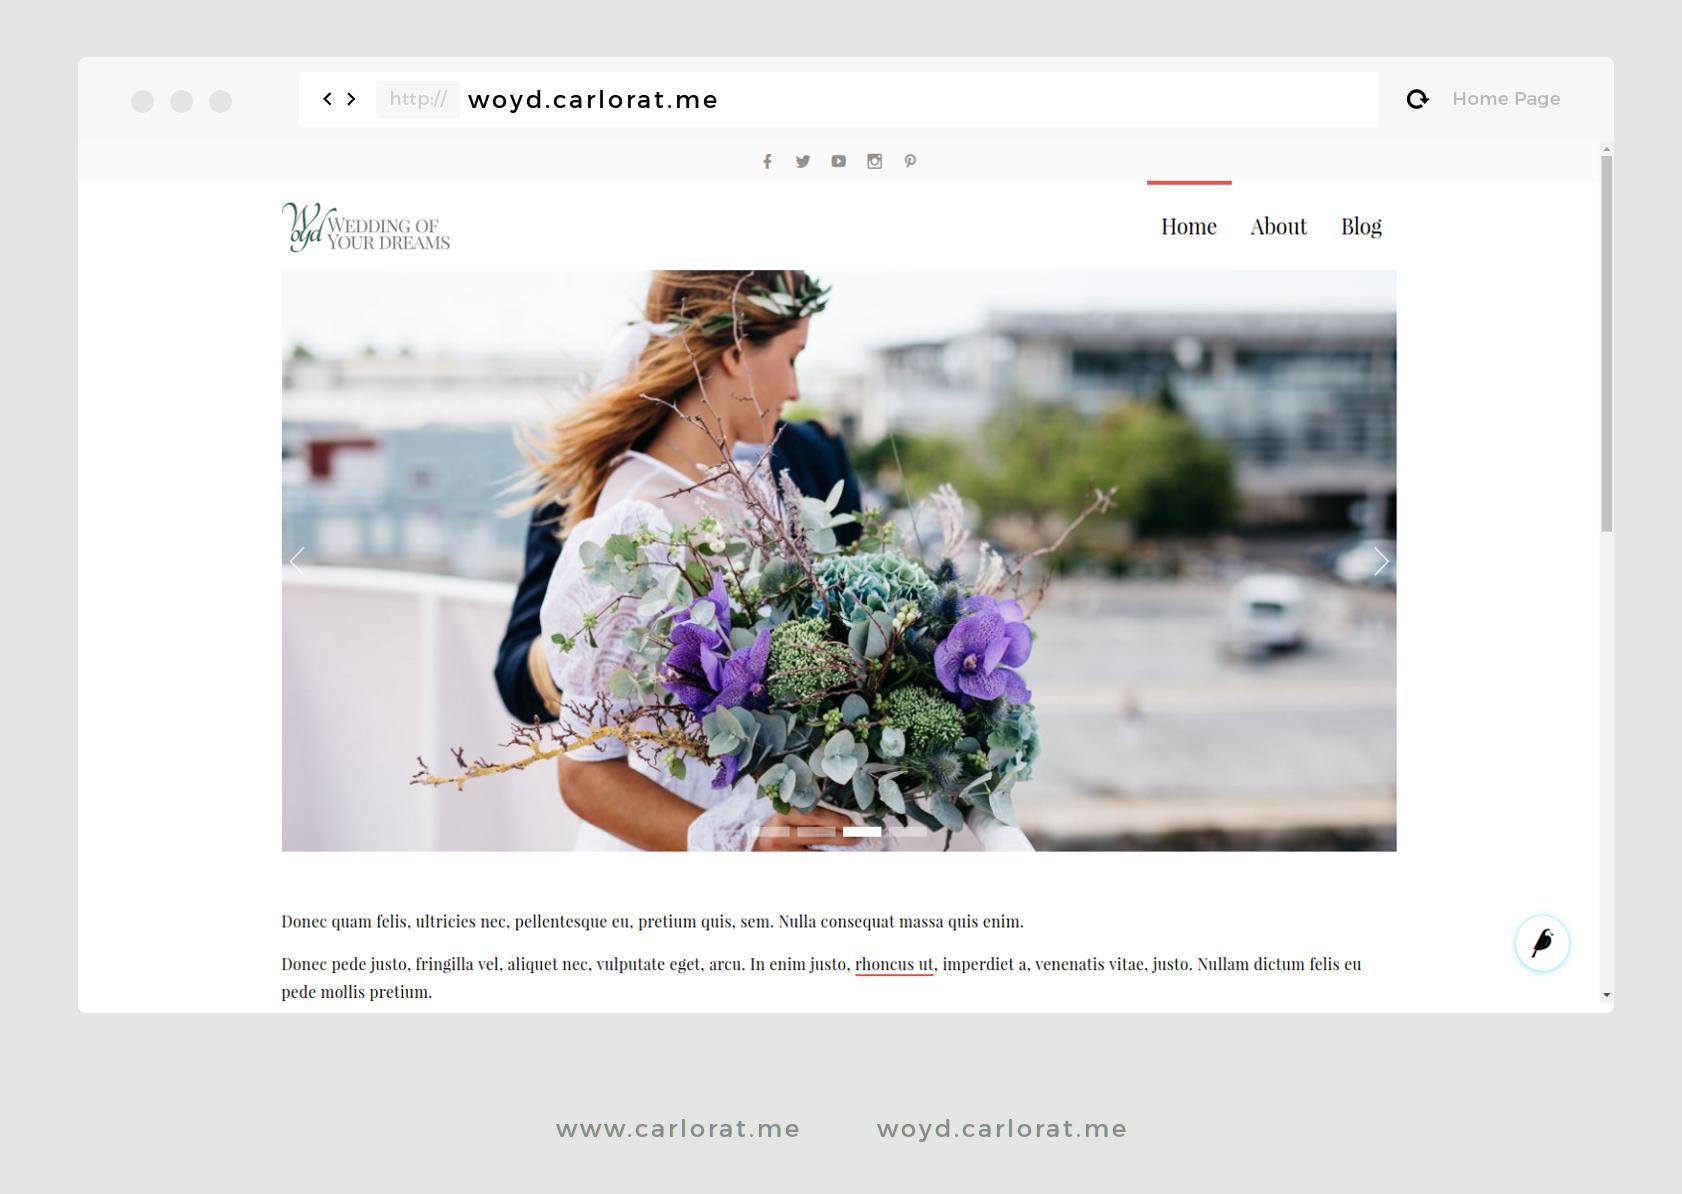 http:// woyd.carlorat.me Home Page
Woyd WEDDING OF
YOUR DREAMS
Home About Blog
Donec quam felis, ultricies nec, pellentesque eu, pretium quis, sem. Nulla consequat massa quis enim.
Donec pede justo, fringilla vel, aliquet nec, vulputate eget, arcu. In enim justo, rhoncus ut, imperdiet a, venenatis vitae, justo. Nullam dictum felis eu
pede mollis pretium.
www.carlorat.me woyd.carlorat.me